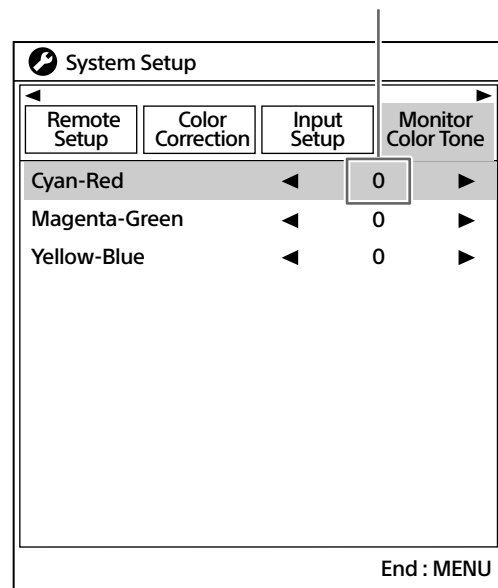 System Setup
Remote Setup
Color Correction
Input Setup
Monitor Color Tone
Cyan-Red 0
Magenta-Green 0
Yellow-Blue 0
End : MENU